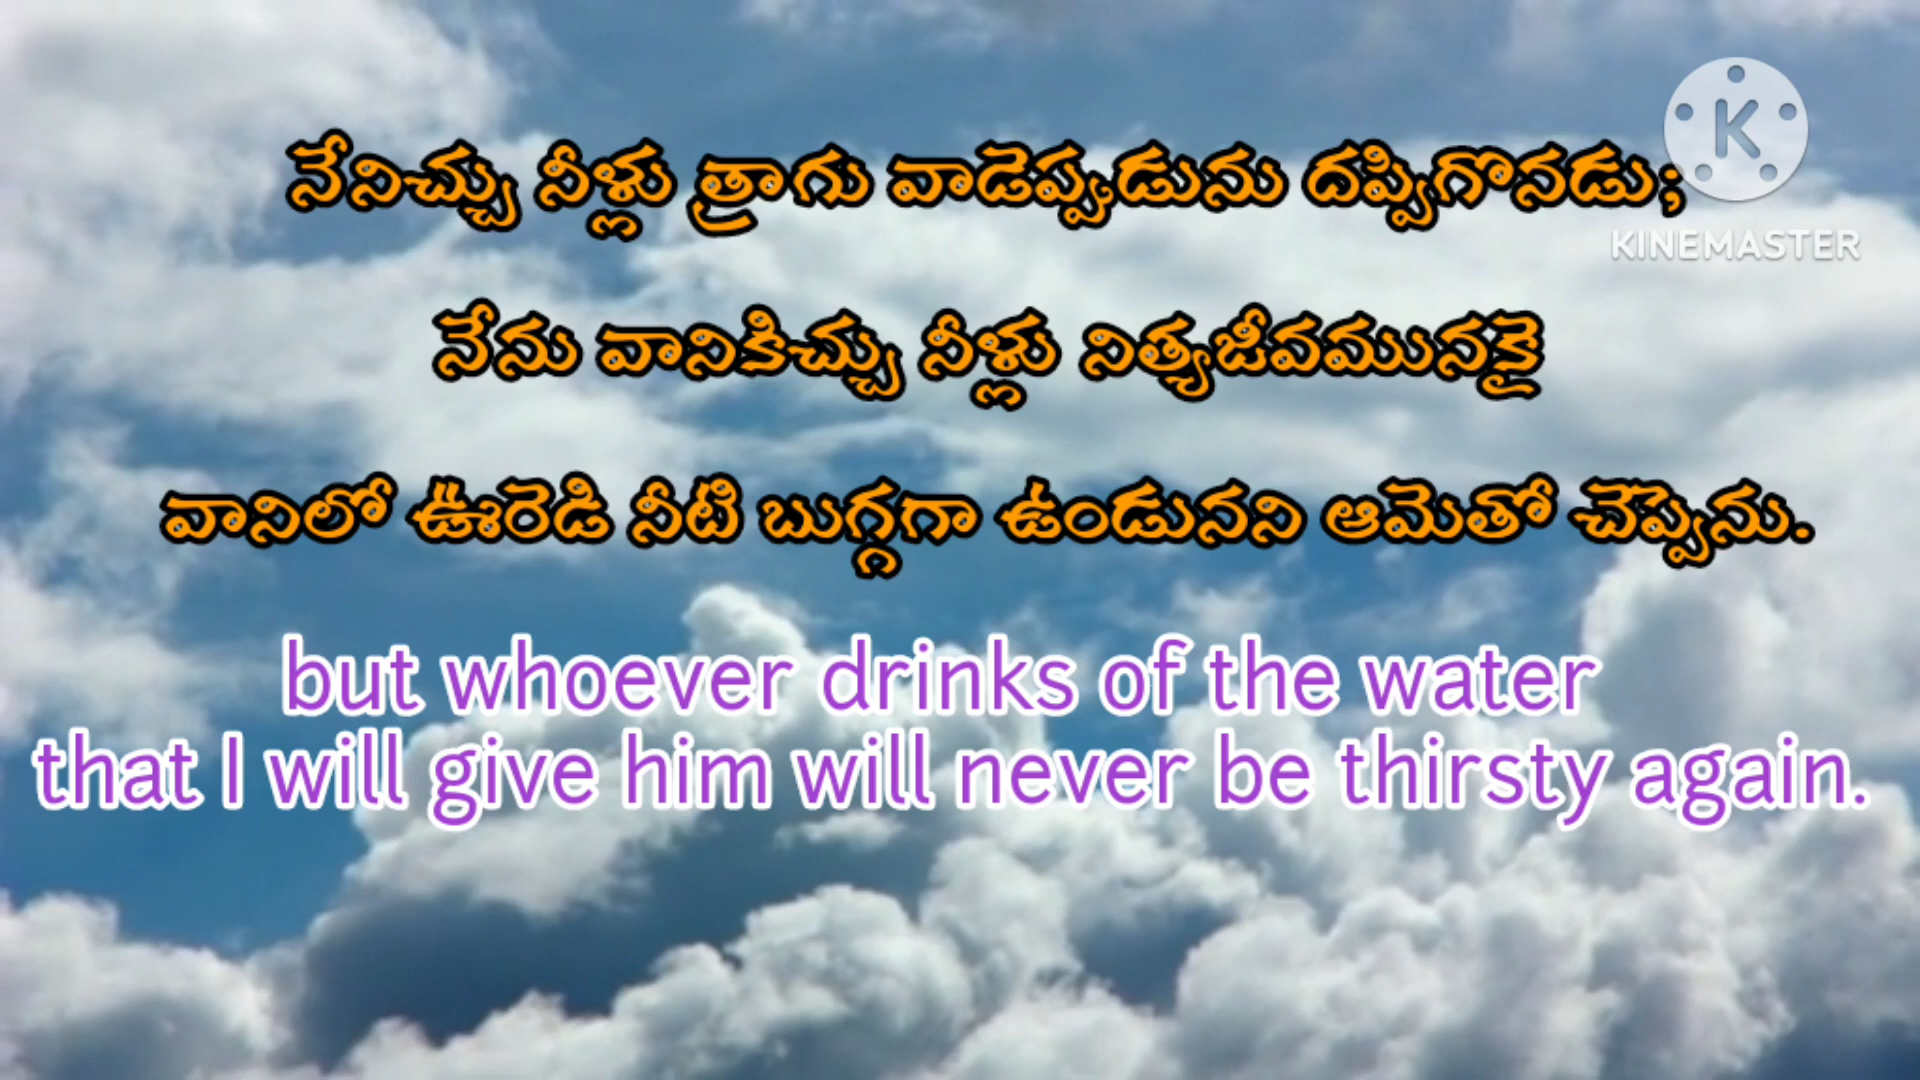 నేనిచ్చు నీళ్లు త్రాగు వాడెప్పుడును దప్పిగొనడు;
నేను వానికిచ్చు నీళ్లు నిత్యజీవమునకై
వానిలో ఊరెడి నీటి బుగ్గగా ఉండునని ఆమెతో చెప్పెను.
but whoever drinks of the water
that I will give him will never be thirsty again.
K
KINEMASTER